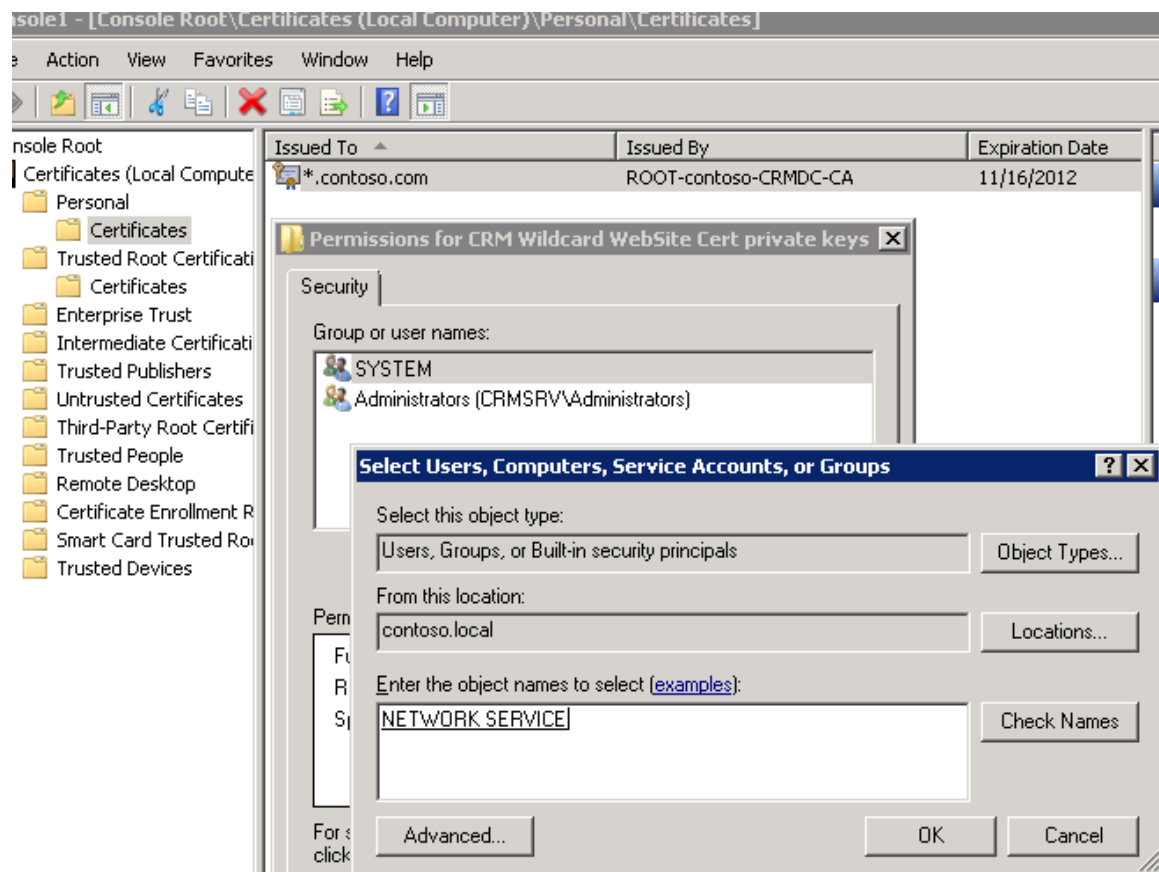 nsole1 - [Console Root\Certificates (Local Computer)\Personal\Certificates]
Action View Favorites Window Help
nsole Root
Certificates (Local Compute
Personal
Certificates
Trusted Root Certificati
Certificates
Enterprise Trust
Intermediate Certificati
Trusted Publishers
Untrusted Certificates
Third-Party Root Certifi
Trusted People
Remote Desktop
Certificate Enrollment R
Smart Card Trusted Roo
Trusted Devices
Issued To Issued By Expiration Date
*.contoso.com ROOT-contoso-CRMDC-CA 11/16/2012
Permissions for CRM Wildcard WebSite Cert private keys
Security
Group or user names:
SYSTEM
Administrators (CRMSRV\Administrators)
Perm
Fu
R
Sp
For s
click
Select Users, Computers, Service Accounts, or Groups
Select this object type:
Users, Groups, or Built-in security principals Object Types...
From this location:
contoso.local Locations...
Enter the object names to select (examples):
NETWORK SERVICE Check Names
Advanced... OK Cancel